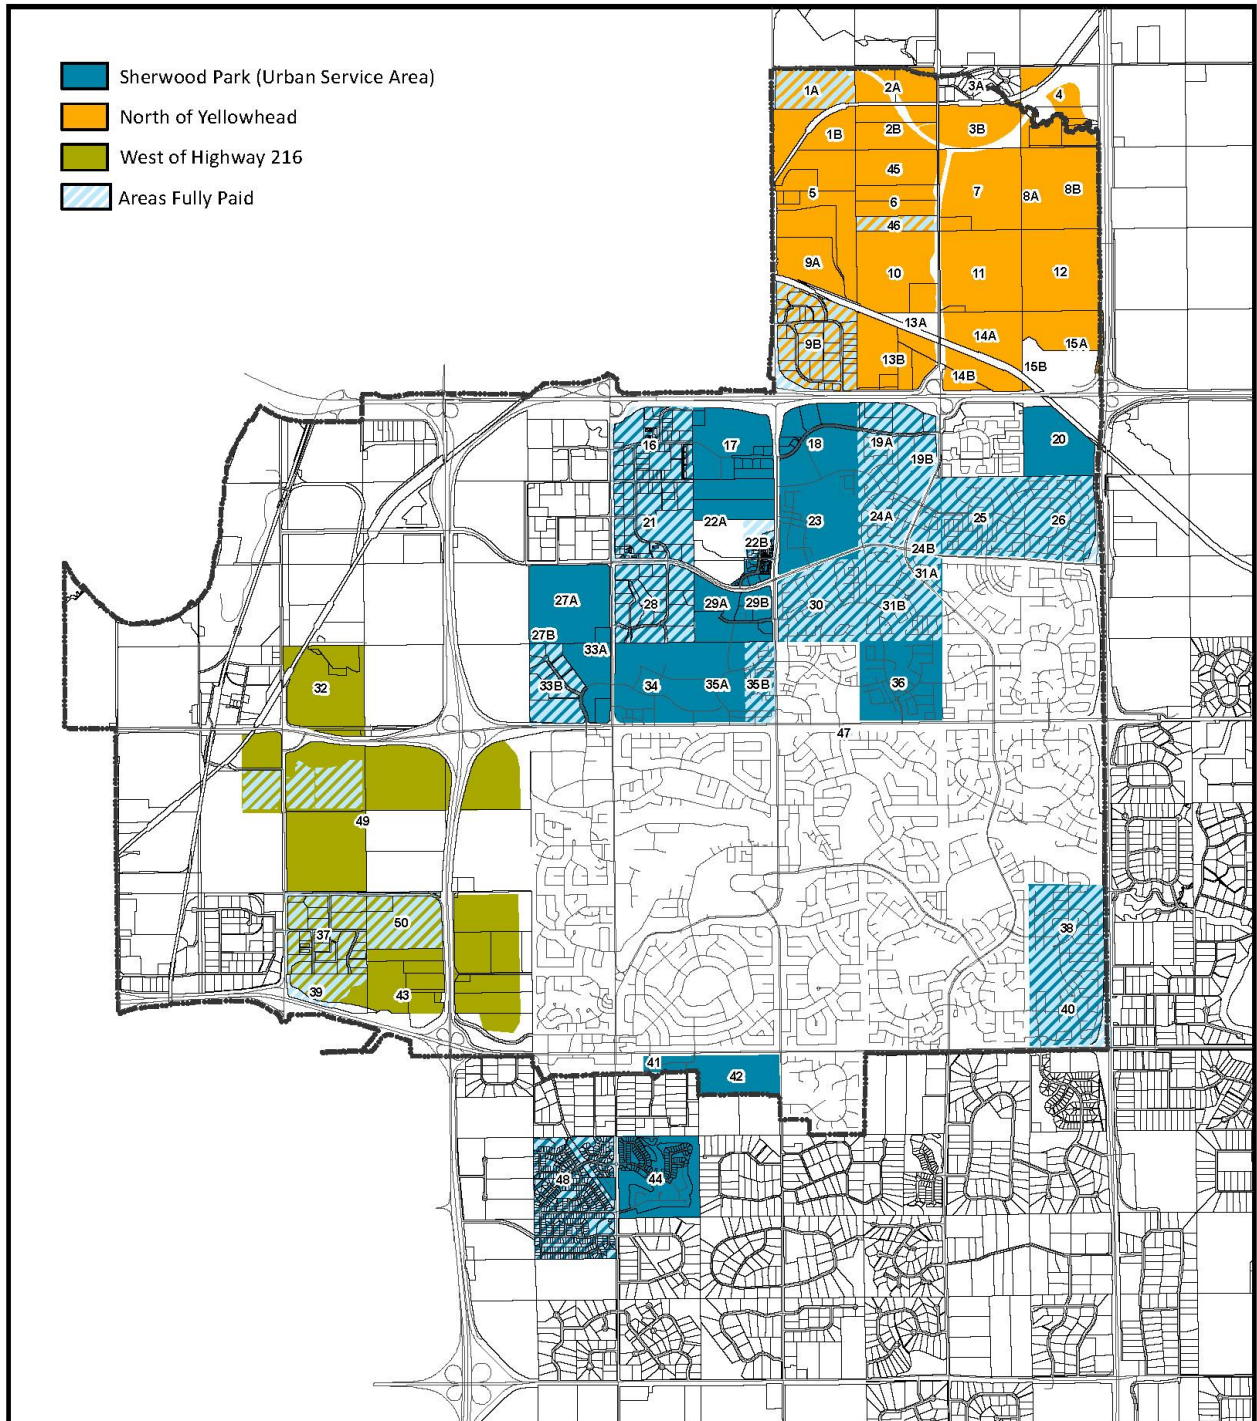 Sherwood Park (Urban Service Area)
North of Yellowhead
West of Highway 216
Areas Fully Paid
1A
2A
3A
4
1B
2B
3B
45
5
6
7
8A
8B
46
9A
10
11
12
13A
14A
15A
9B
13B
14B
15B
16
17
18
19A
19B
20
21
22A
22B
23
24A
24B
25
26
27A
27B
28
29A
29B
30
31A
31B
32
33A
33B
34
35A
35B
36
47
49
37
50
38
39
43
40
41
42
48
44